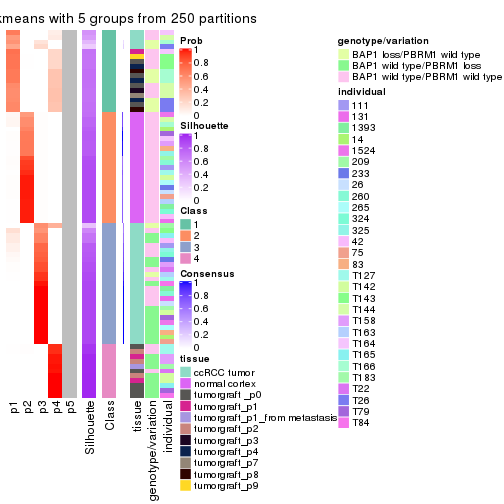 kmeans with 5 groups from 250 partitions
Prob
1
0.8
0.6
0.4
0.2
0
Silhouette
1
0.8
0.6
0.4
0.2
0
Class
1
2
3
4
Consensus
1
0.8
0.6
0.4
0.2
0
tissue
ccRCC tumor
normal cortex
tumorgraft_p0
tumorgraft_p1
tumorgraft_p1_from metastasis
tumorgraft_p2
tumorgraft_p3
tumorgraft_p4
tumorgraft_p7
tumorgraft_p8
tumorgraft_p9
genotype/variation
BAP1 loss/PBRM1 wild type
BAP1 wild type/PBRM1 loss
BAP1 wild type/PBRM1 wild type
individual
111
131
1393
14
1524
209
233
26
260
265
324
325
42
75
83
T127
T142
T143
T144
T158
T163
T164
T165
T166
T183
T22
T26
T79
T84
p1
p2
p3
p4
p5
Silhouette
Class
tissue
genotype/variation
individual